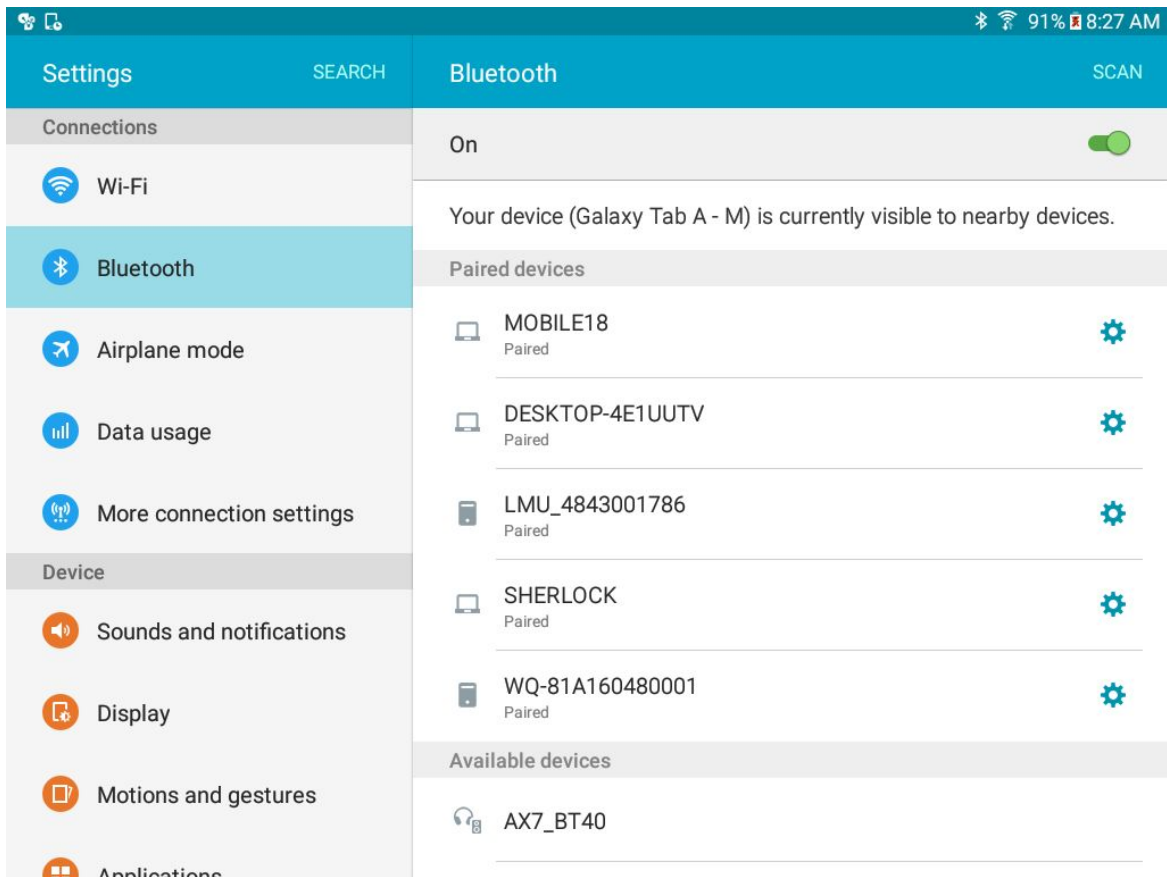 91% 8:27 AM
Settings SEARCH
Connections
Wi-Fi
Bluetooth
Airplane mode
Data usage
More connection settings
Device
Sounds and notifications
Display
Motions and gestures
Applications
Bluetooth SCAN
On
Your device (Galaxy Tab A - M) is currently visible to nearby devices.
Paired devices
MOBILE18
Paired
DESKTOP-4E1UUTV
Paired
LMU_4843001786
Paired
SHERLOCK
Paired
WQ-81A160480001
Paired
Available devices
AX7_BT40